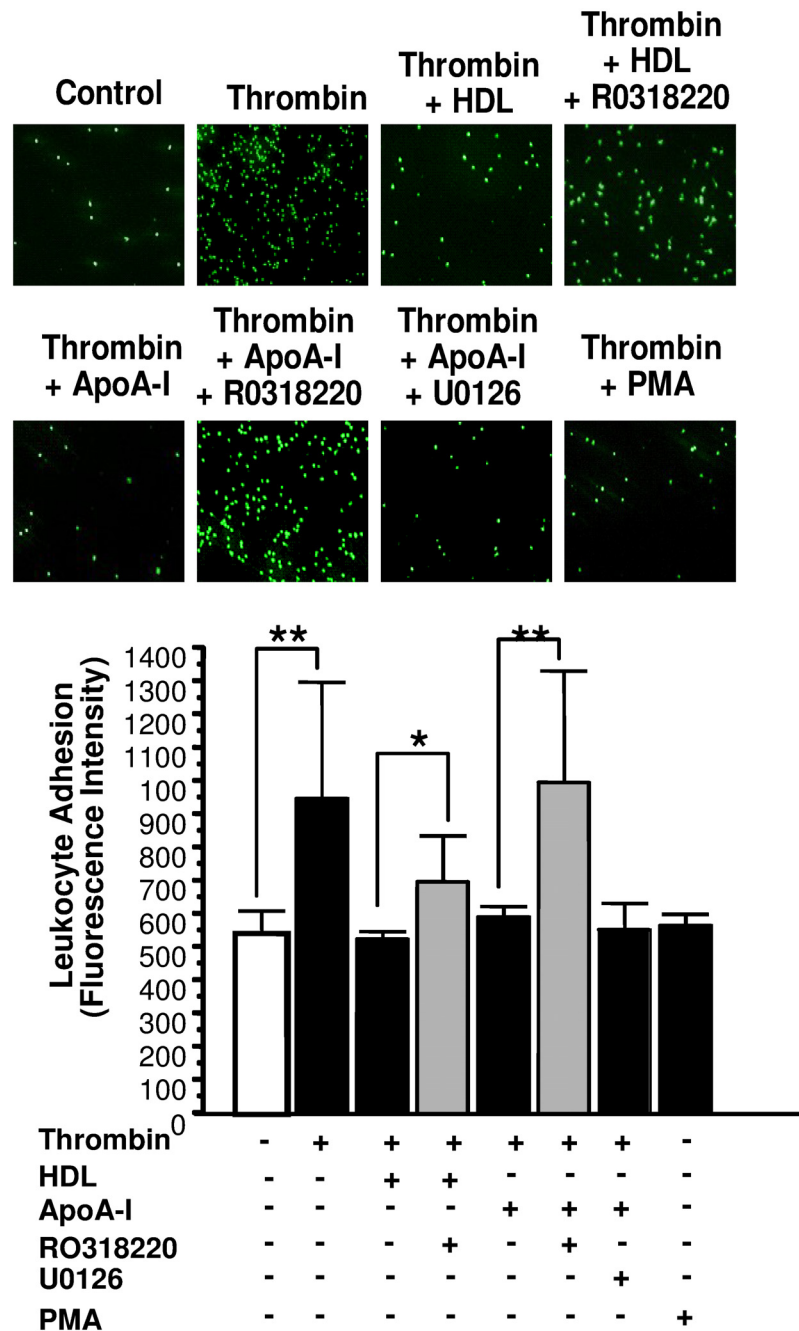 Control
Thrombin
Thrombin
+ HDL
Thrombin
+ HDL
+ R0318220
Thrombin
+ ApoA-I
Thrombin
+ ApoA-I
+ R0318220
Thrombin
+ ApoA-I
+ U0126
Thrombin
+ PMA
Leukocyte Adhesion
(Fluorescence Intensity)
1400
1300
1200
1100
100
900
800
700
600
500
400
300
200
100
0
**
*
**
Thrombin - + + + + + + -
HDL - - + + - - - -
ApoA-I - - - - + + + -
RO318220 - - - + - + - -
U0126 - - - - - - + -
PMA - - - - - - - +